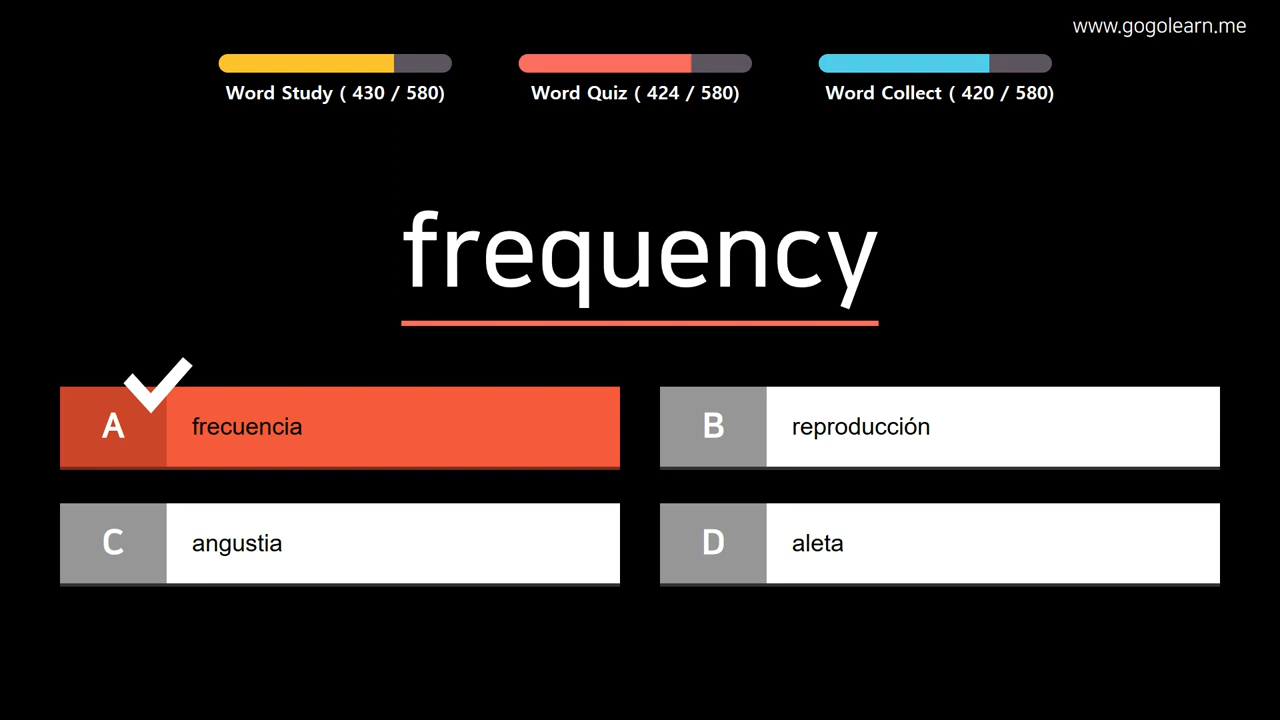 www.gogolearn.me
Word Study ( 430 / 580)
Word Quiz ( 424 / 580)
Word Collect ( 420 / 580)
frequency
A frecuencia
B reproducción
C angustia
D aleta